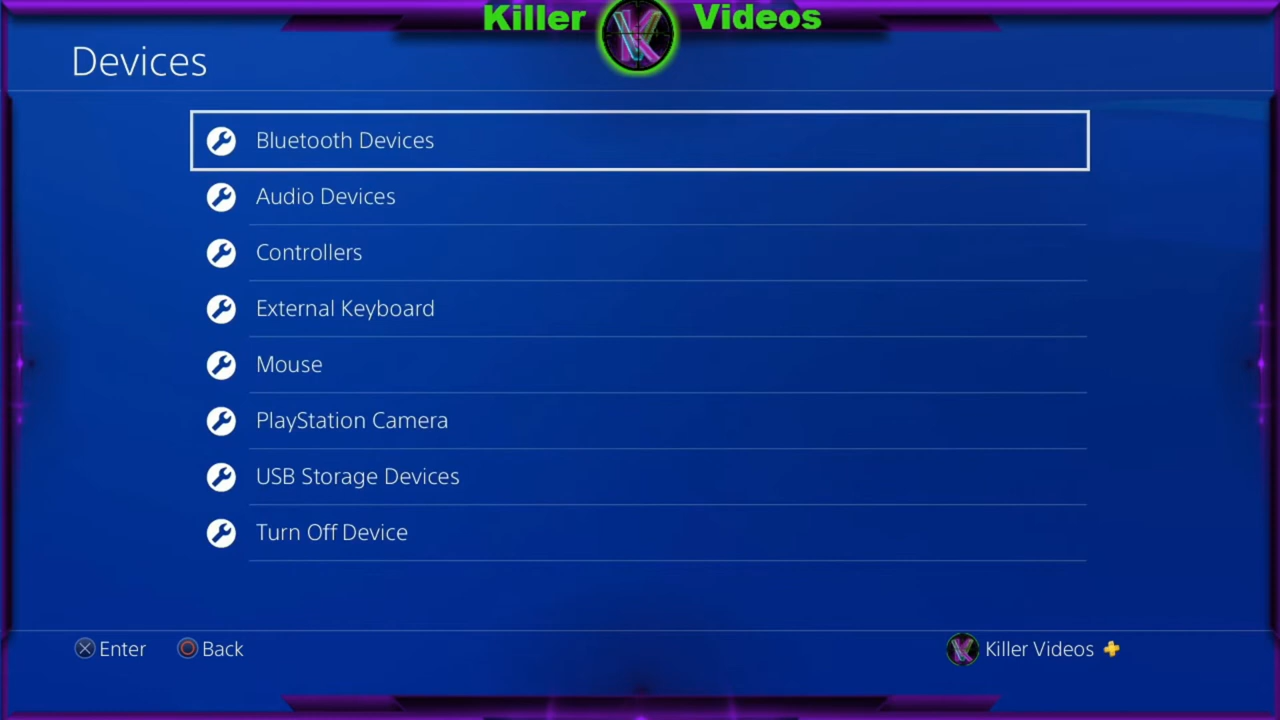 Killer Videos
Devices
Bluetooth Devices
Audio Devices
Controllers
External Keyboard
Mouse
PlayStation Camera
USB Storage Devices
Turn Off Device
Enter Back Killer Videos